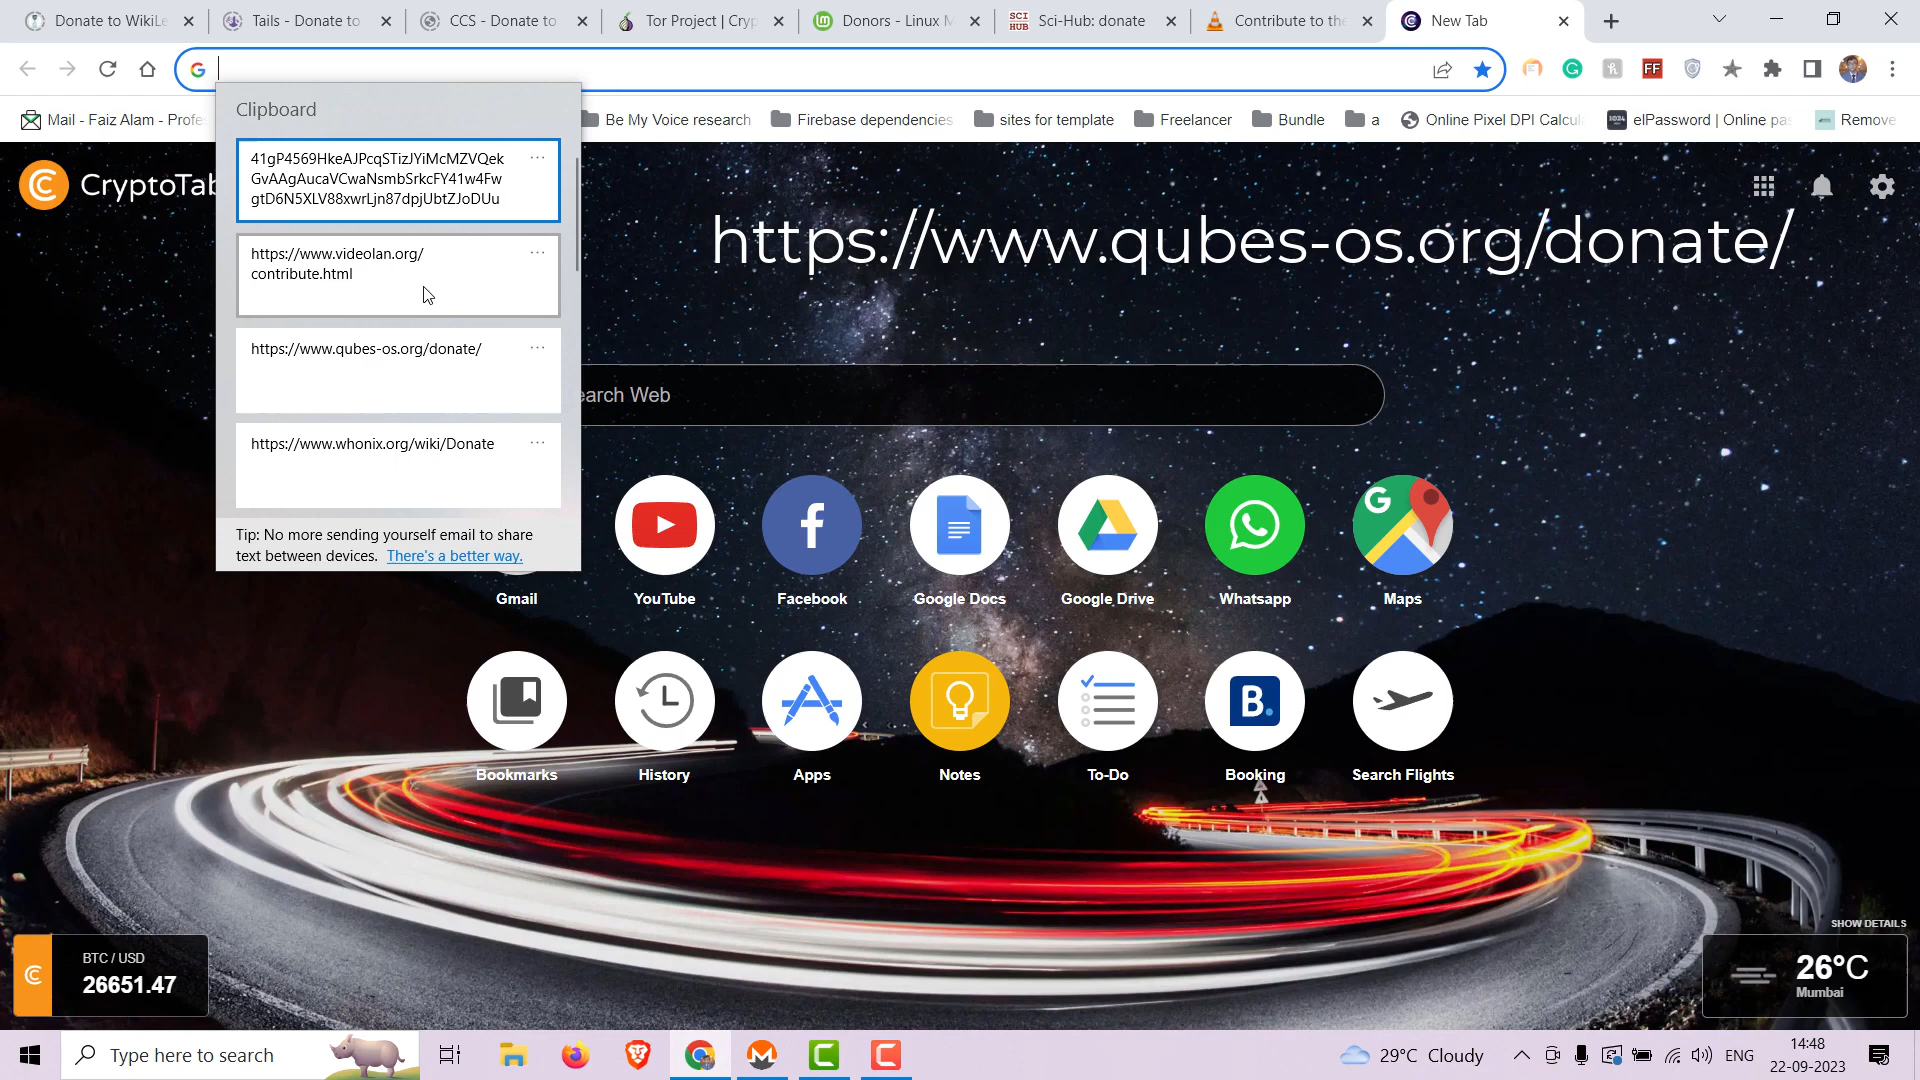 Donate to WikiLe
Tails - Donate to
CCS - Donate to
Tor Project | Cryp
Donors - Linux M
SCI
HUB
Sci-Hub: donate
Contribute to the
New Tab
Mail - Faiz Alam - Profe
Be My Voice research
Firebase dependencies
sites for template
Freelancer
Bundle
a
Online Pixel DPI Calcul
elPassword | Online pa
Remove
FF
Clipboard
41gP4569HkeAJPcqSTizJYiMcMZVQek
GvAAgAucaVCwaNsmbSrkcFY41w4Fw
gtD6N5XLV88xwrLjn87dpjUbtZJoDUu
https://www.videolan.org/
contribute.html
https://www.qubes-os.org/donate/
https://www.whonix.org/wiki/Donate
Tip: No more sending yourself email to share
text between devices. There's a better way.
CryptoTab
https://www.qubes-os.org/donate/
earch Web
Gmail
YouTube
Facebook
Google Docs
Google Drive
Whatsapp
Maps
Bookmarks
History
Apps
Notes
To-Do
B.
Booking
Search Flights
BTC / USD
26651.47
SHOW DETAILS
26°C
Mumbai
Type here to search
29°C Cloudy
ENG
14:48
22-09-2023